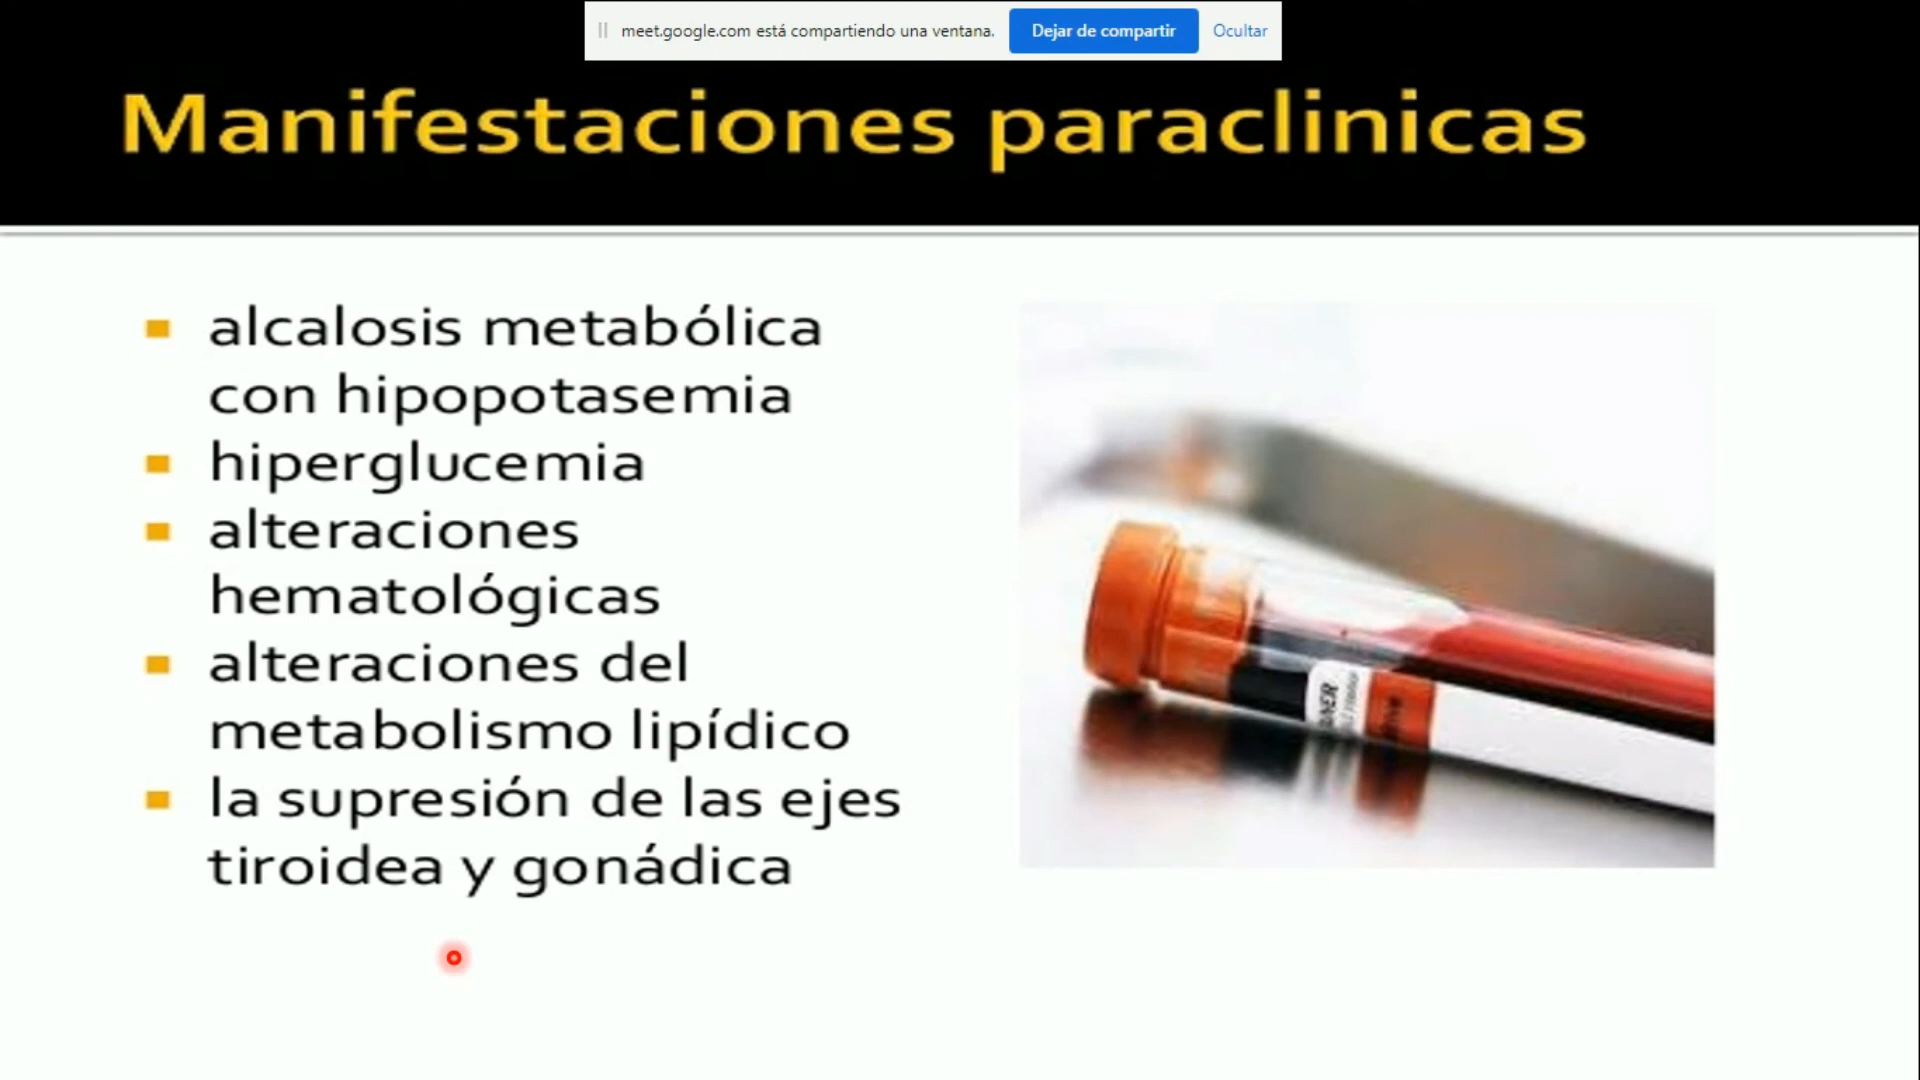 meet.google.com está compartiendo una ventana.
Dejar de compartir
Ocultar
Manifestaciones paraclinicas
alcalosis metabólica
con hipopotasemia
hiperglucemia
alteraciones
hematológicas
alteraciones del
metabolismo lipídico
la supresión de las ejes
tiroidea y gonádica